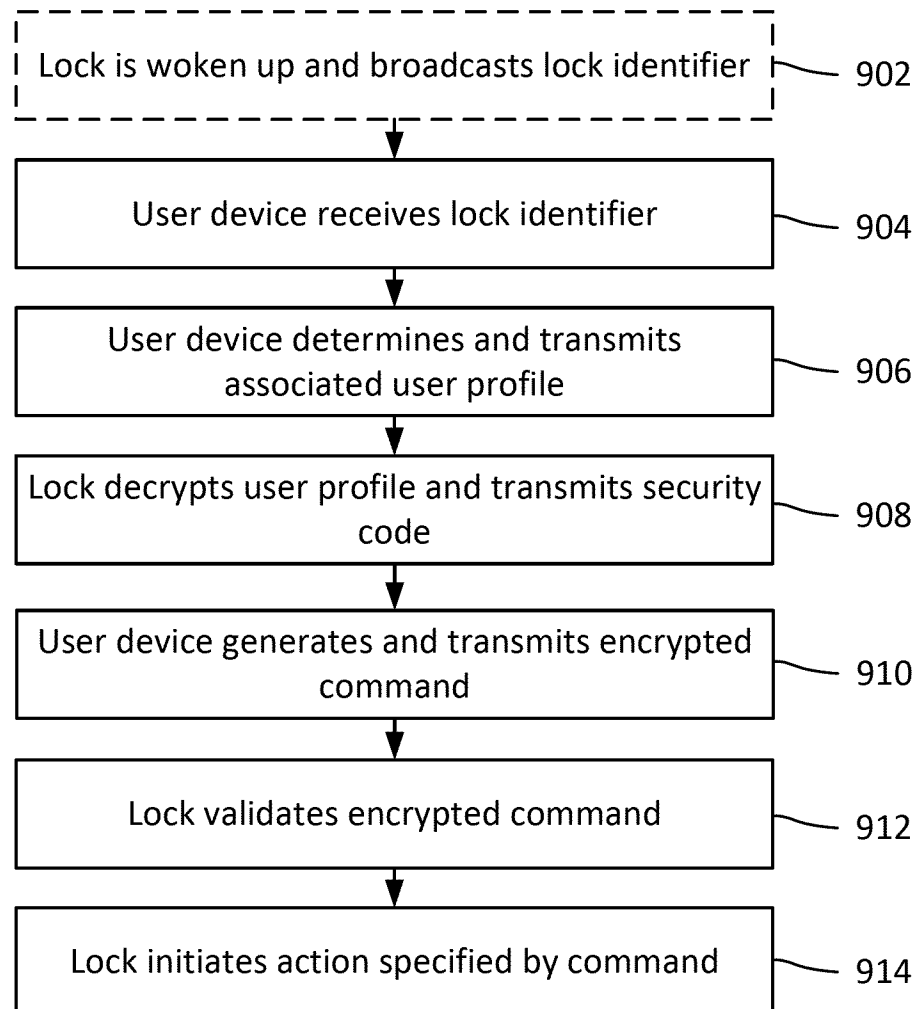 Lock is woken up and broadcasts lock identifier
902
User device receives lock identifier
904
User device determines and transmits
associated user profile
906
Lock decrypts user profile and transmits security
code
908
User device generates and transmits encrypted
command
910
Lock validates encrypted command
912
Lock initiates action specified by command
914